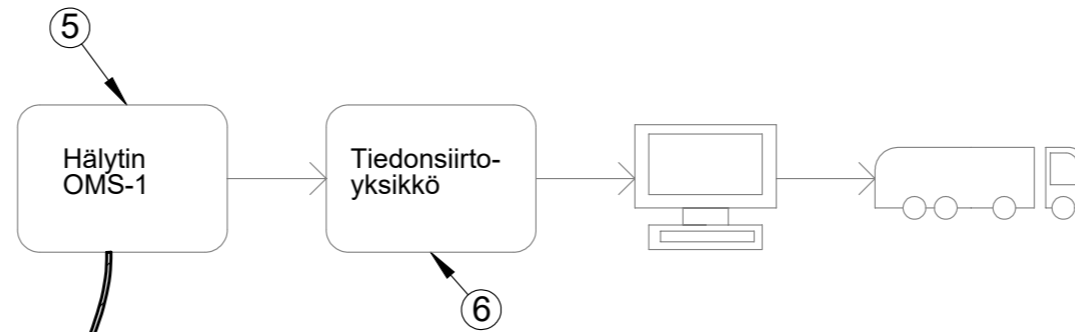 5
Hälytin
OMS-1
Tiedonsiirto-
yksikkö
6